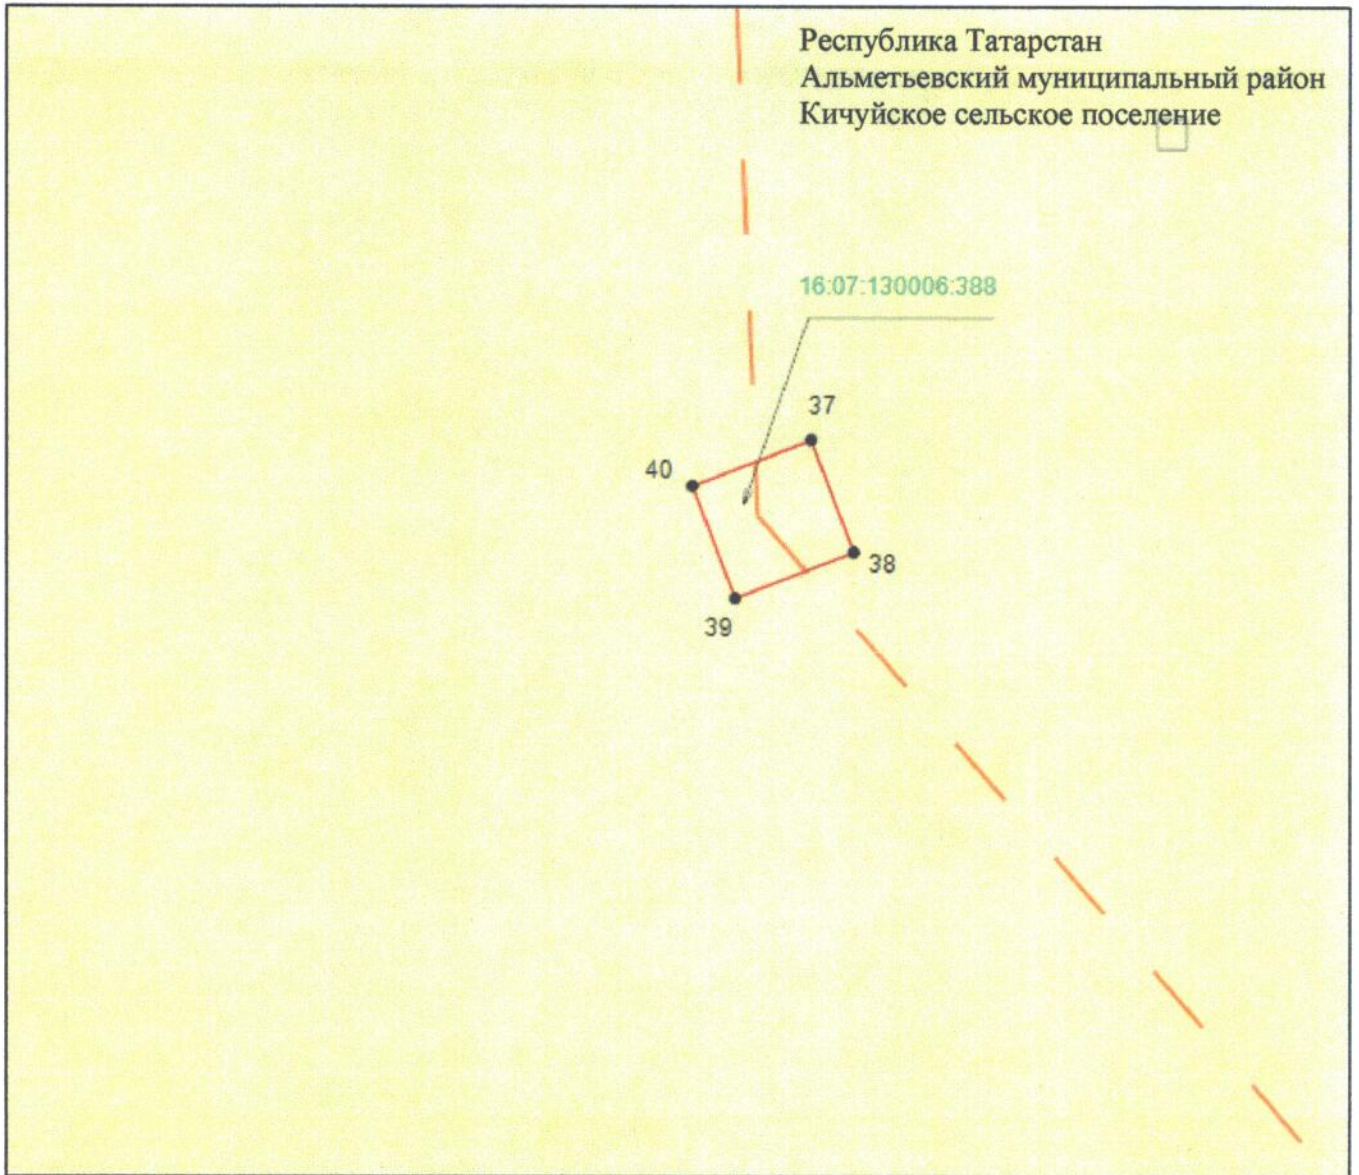 Республика Татарстан
Альметьевский муниципальный район
Кичуйское сельское поселение
16:07:130006:388
37
40
38
39